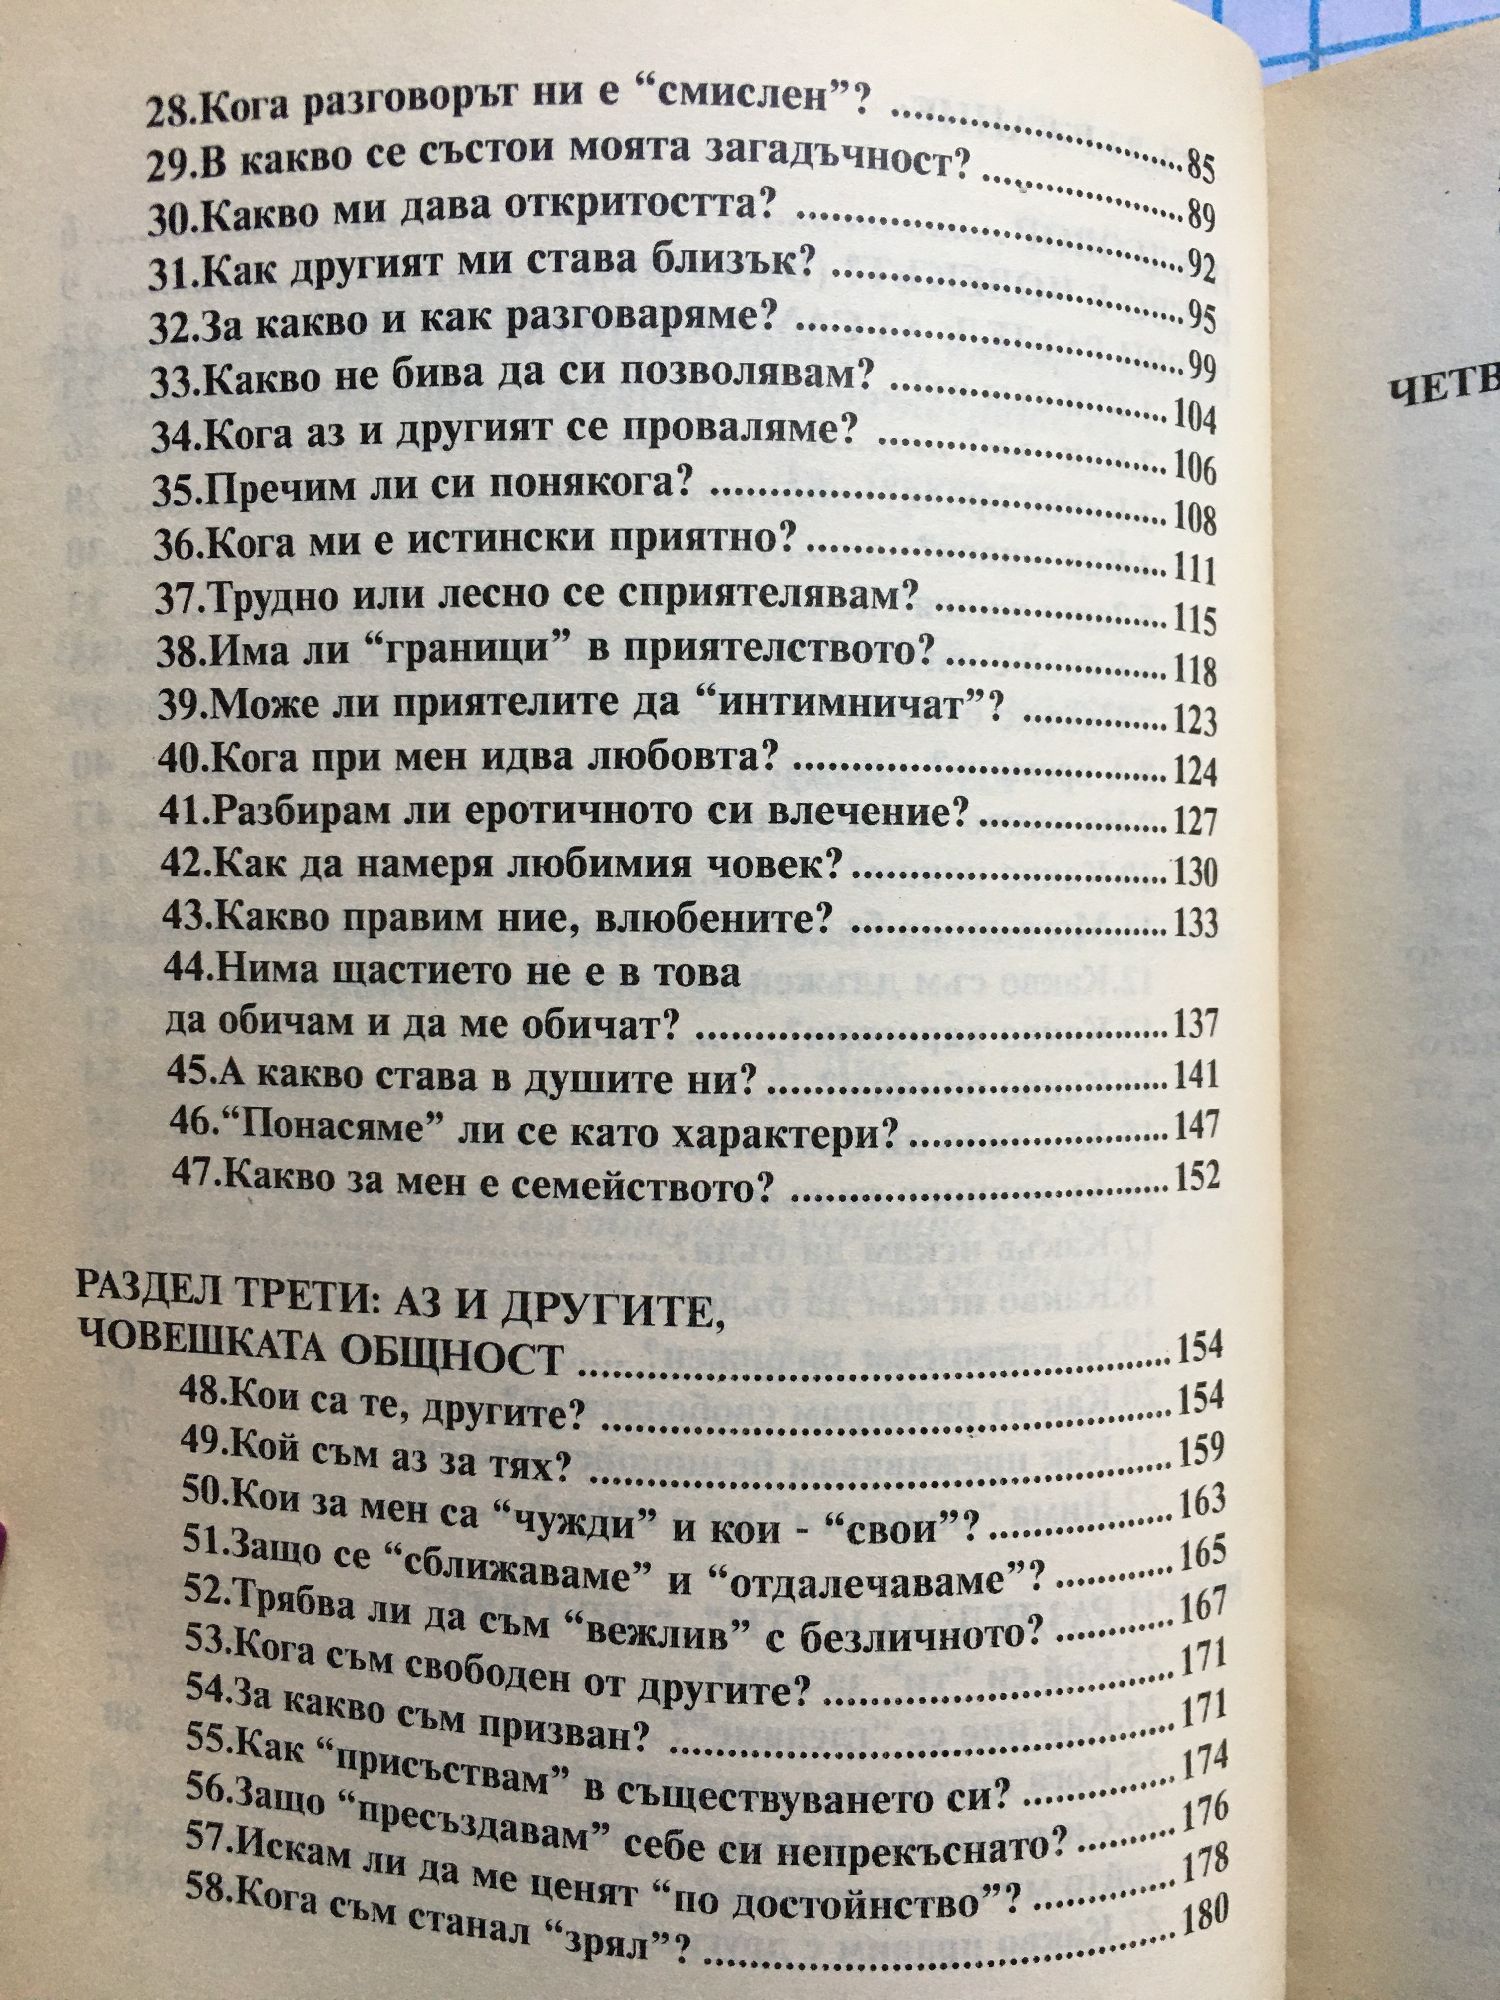 28.Кога разговорът ни е “смислен”? ........................ 85
29.В какво се състои моята загадъчност? ................ 89
30.Какво ми дава откритостта? ................................ 92
31.Как другият ми става близък? ............................. 95
32.За какво и как разговаряме? ................................ 99
33.Какво не бива да си позволявам? ........................ 104
34.Кога аз и другият се проваляме? ........................ 106
35.Пречим ли си понякога? ...................................... 108
36.Кога ми е истински приятно? .............................. 111
37.Трудно или лесно се сприятелявам? ................... 115
38.Има ли “граници” в приятелството? .................. 118
39.Може ли приятелите да “интимничат”? ............ 123
40.Кога при мен идва любовта? ............................... 124
41.Разбирам ли еротичното си влечение? ............... 127
42.Как да намеря любимия човек? .......................... 130
43.Какво правим ние, влюбените? .......................... 133
44.Нима щастието не е в това
да обичам и да ме обичат? ....................................... 137
45.А какво става в душите ни? ................................ 141
46.“Понасяме” ли се като характери? ..................... 147
47.Какво за мен е семейството? .............................. 152
РАЗДЕЛ ТРЕТИ: АЗ И ДРУГИТЕ,
ЧОВЕШКАТА ОБЩНОСТ ................................................ 154
48.Кои са те, другите? .............................................. 154
49.Кой съм аз за тях? ................................................ 159
50.Кои за мен са “чужди” и кои - “свои”? ............... 163
51.Защо се “сближаваме” и “отдалечаваме”? ......... 165
52.Трябва ли да съм “вежлив” с безличното? ......... 167
53.Кога съм свободен от другите? ............................ 171
54.За какво съм призван? ......................................... 171
55.Как “присъствам” в съществуването си? ............ 174
56.Защо “пресъздавам” себе си непрекъснато? ........ 176
57.Искам ли да ме ценят “по достойнство”? ............ 178
58.Кога съм станал “зрял”? ...................................... 180
ЧЕТВ